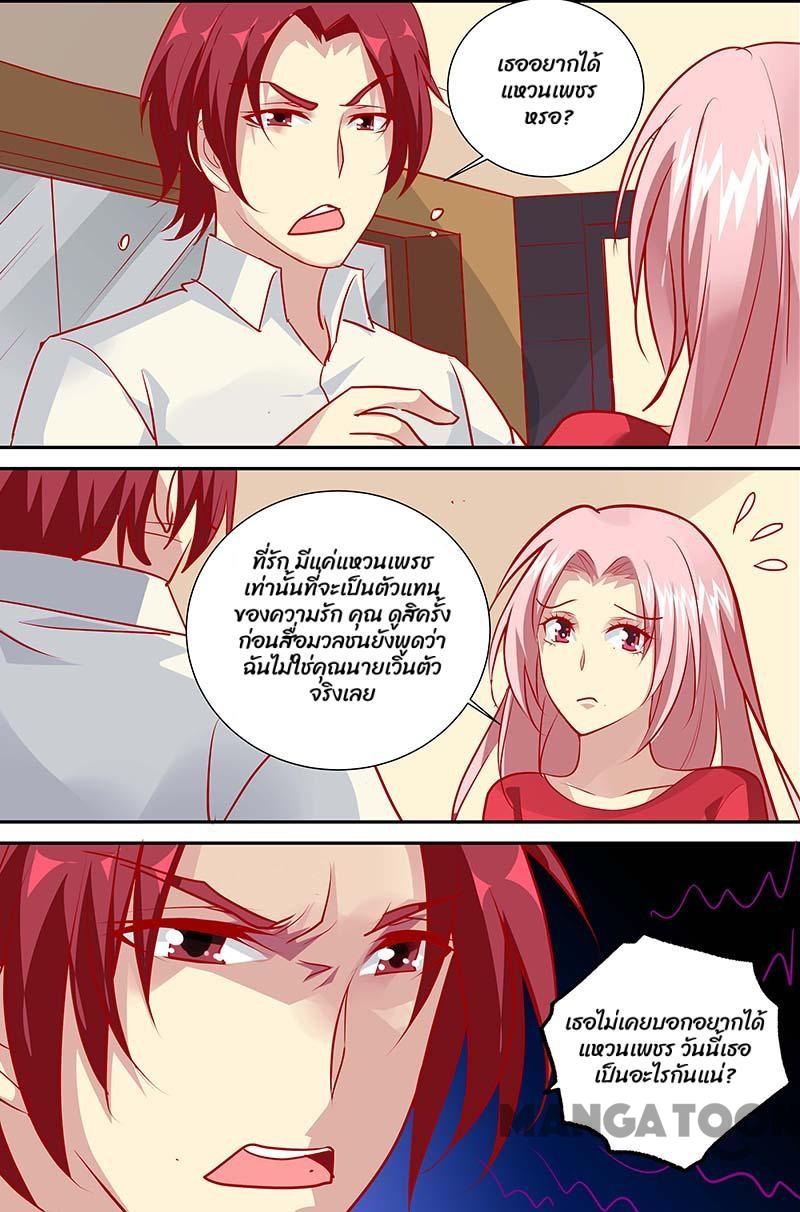 เธออยากได้
แหวนเพชร
หรอ?
ที่รัก มีแค่แหวนเพรช
เท่านั้นที่จะเป็นตัวแทน
ของความรัก คุณ ดูสิครั้ง
ก่อนสื่อมวลชนยังพูดว่า
ฉันไม่ใช่คุณนายเวินตัว
จริงเลย
เธอไม่เคยบอกอยากได้
แหวนเพชร วันนี้เธอ
เป็นอะไรกันแน่?
MANGATOON